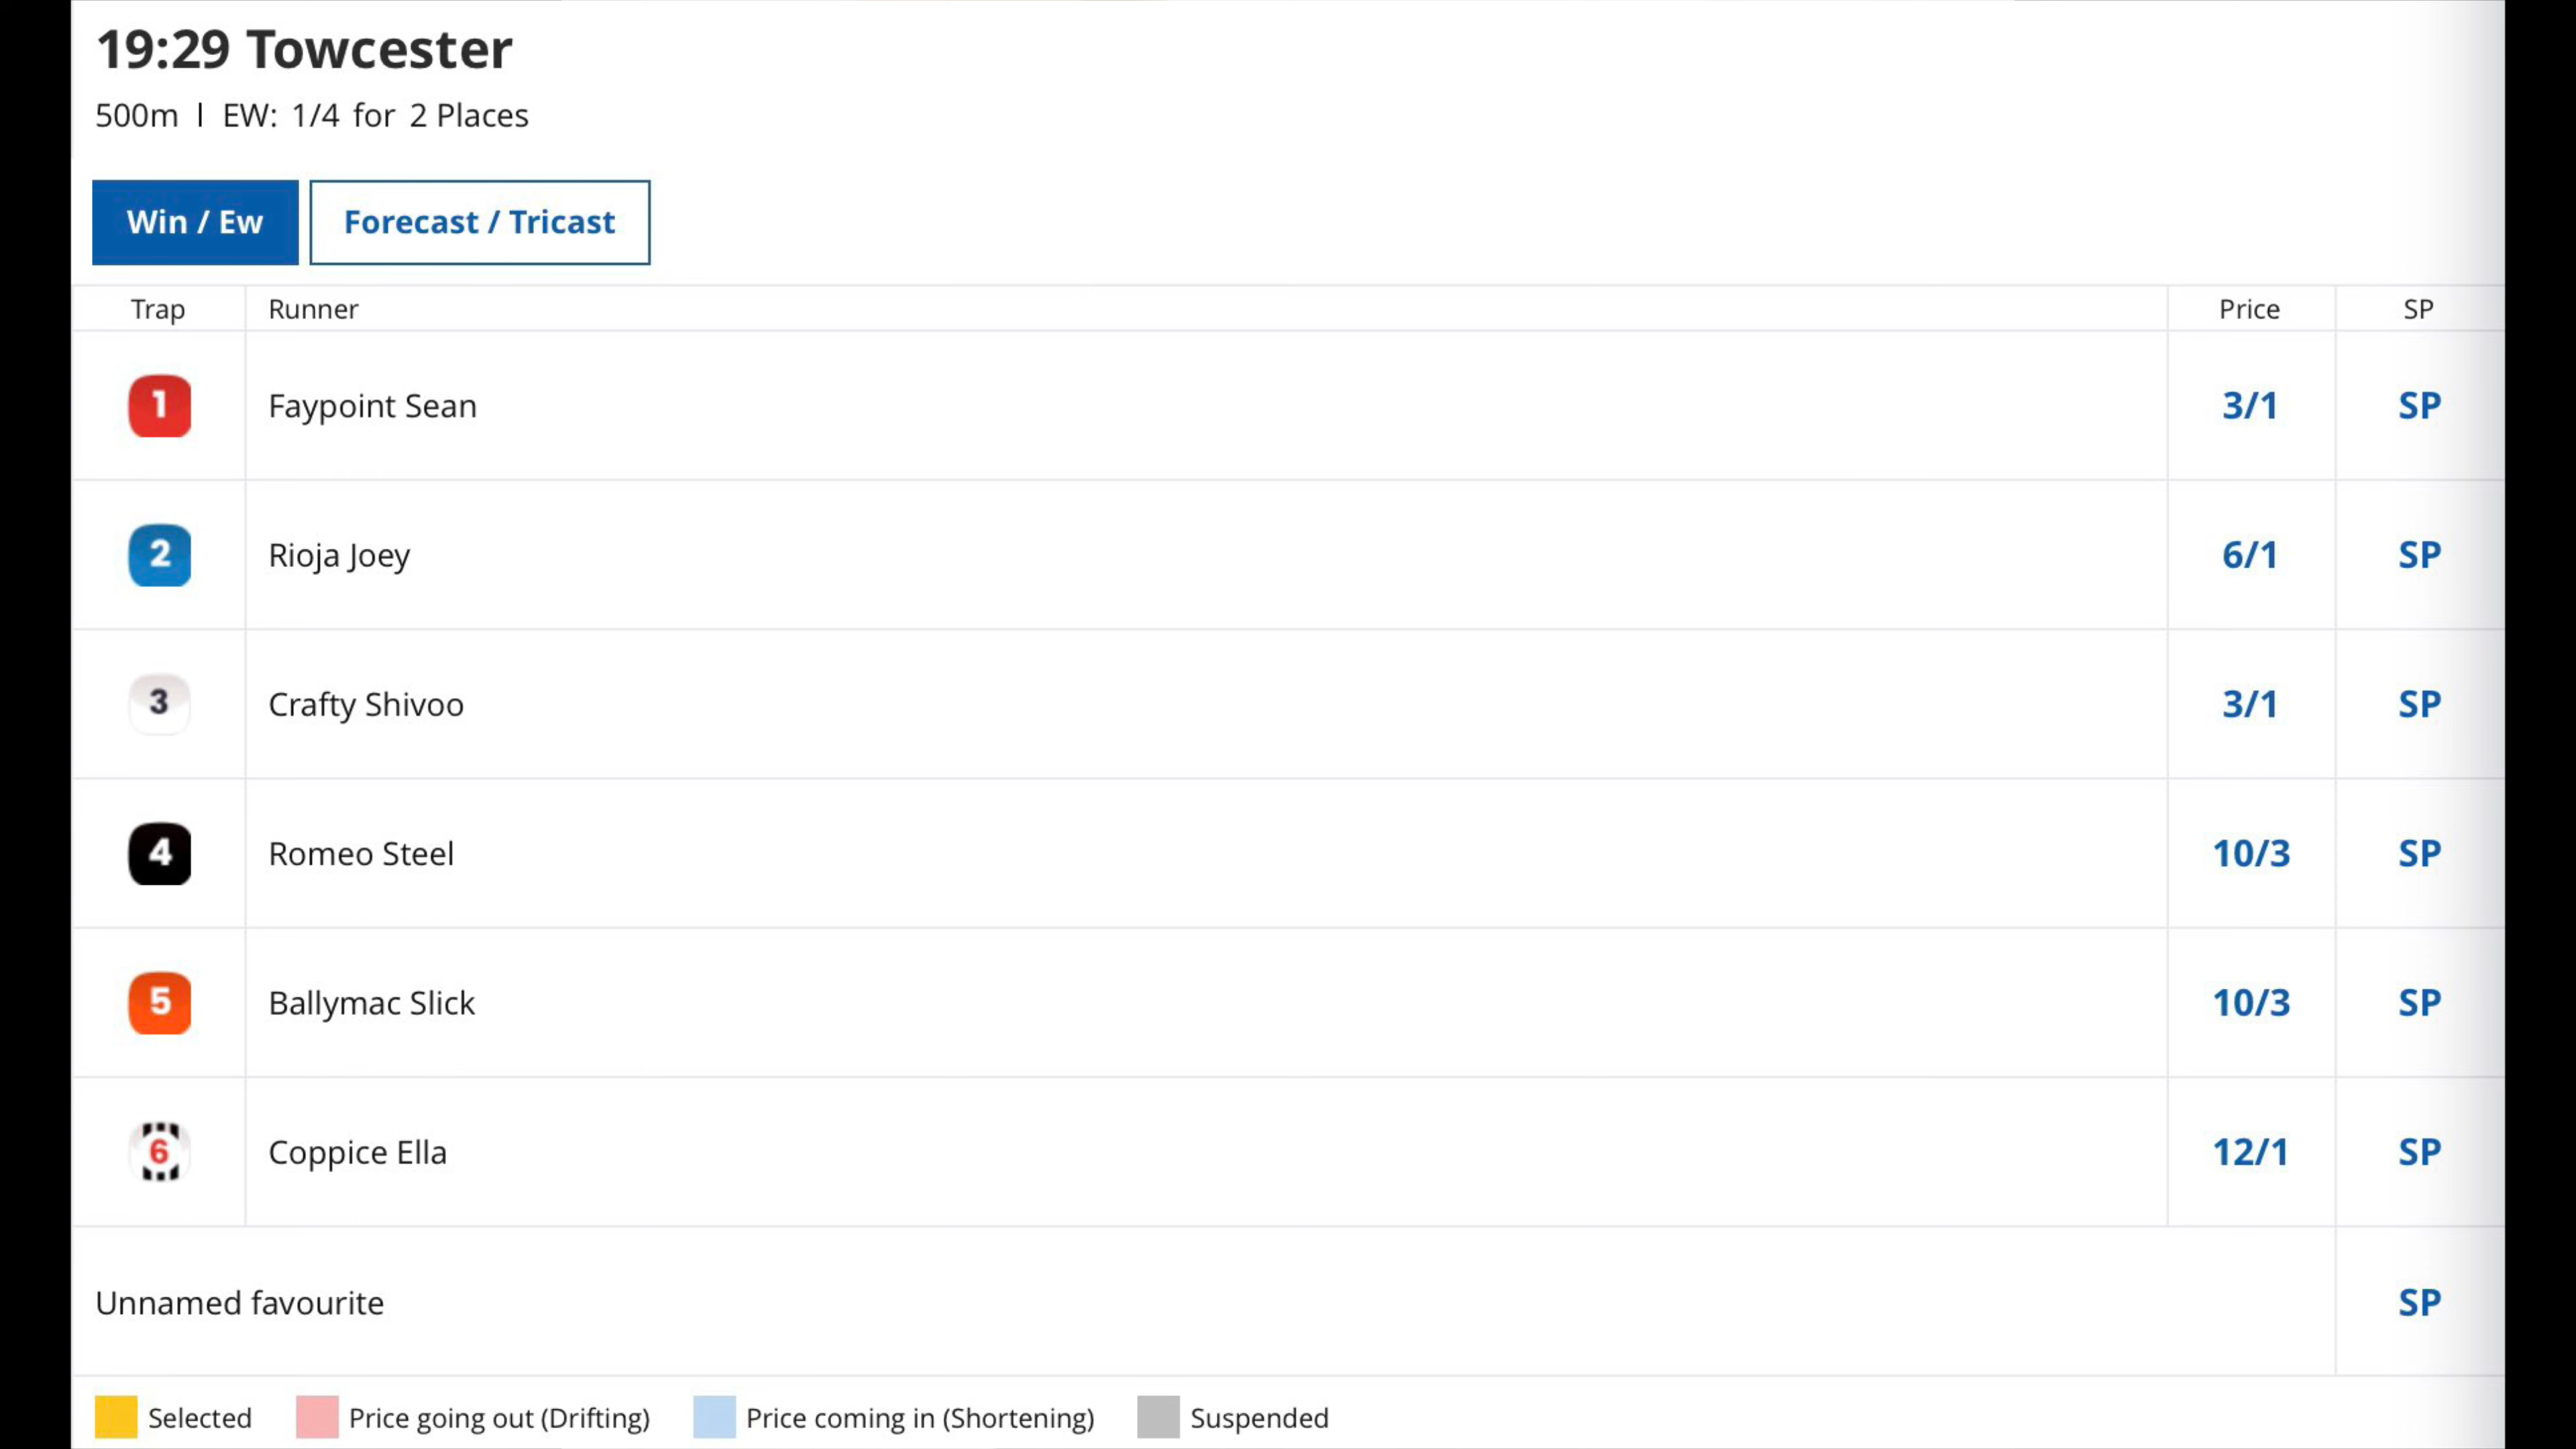 19:29 Towcester
500m | EW: 1/4 for 2 Places
Win / Ew Forecast / Tricast
Trap Runner Price SP
1 Faypoint Sean 3/1 SP
2 Rioja Joey 6/1 SP
3 Crafty Shivoo 3/1 SP
4 Romeo Steel 10/3 SP
5 Ballymac Slick 10/3 SP
6 Coppice Ella 12/1 SP
Unnamed favourite SP
Selected Price going out (Drifting) Price coming in (Shortening) Suspended